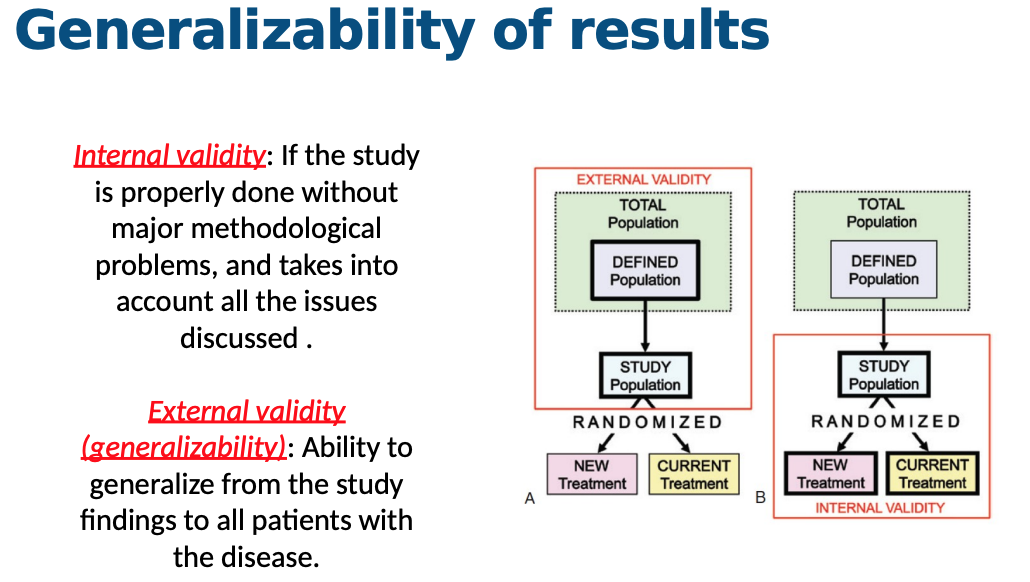 Generalizability of results
Internal validity: If the study
is properly done without
major methodological
problems, and takes into
account all the issues
discussed .
External validity
(generalizability): Ability to
generalize from the study
findings to all patients with
the disease.
EXTERNAL VALIDITY
TOTAL
Population
DEFINED
Population
STUDY
Population
RANDOMIZED
NEW
Treatment
CURRENT
Treatment
A
TOTAL
Population
DEFINED
Population
STUDY
Population
RANDOMIZED
NEW
Treatment
CURRENT
Treatment
INTERNAL VALIDITY
B